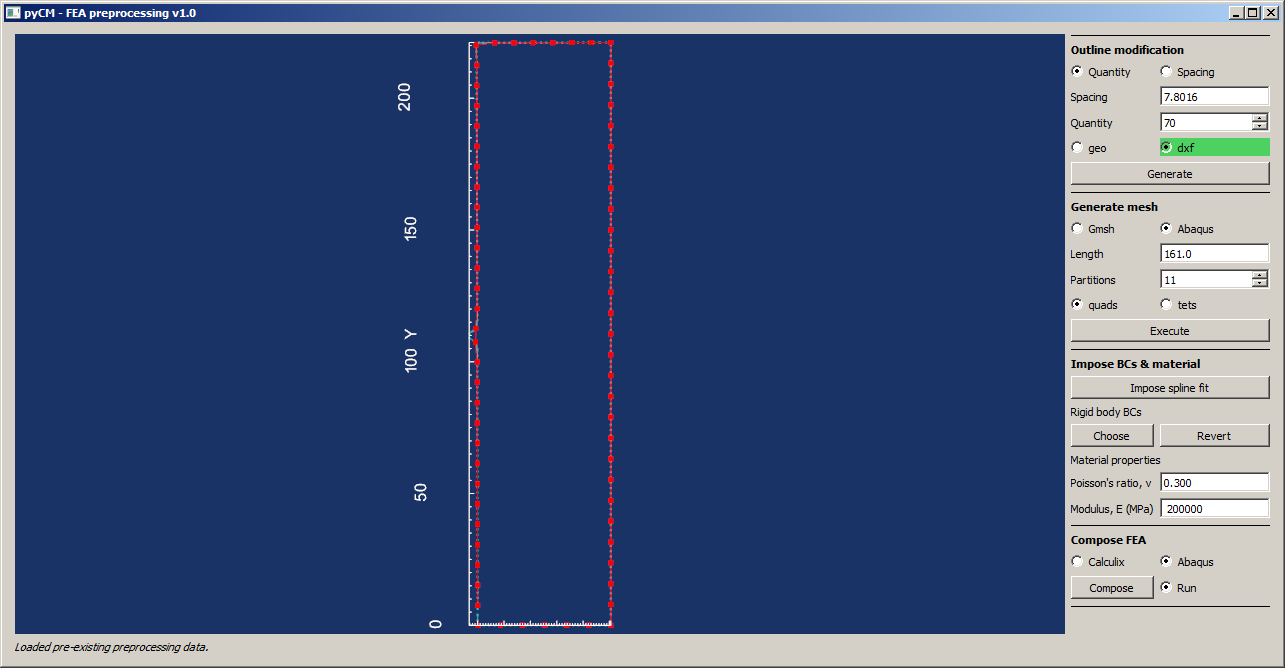 pyCM - FEA preprocessing v1.0
200
150
Y
100
50
0
Outline modification
Quantity Spacing
Spacing 7.8016
Quantity 70
geo dxf
Generate
Generate mesh
Gmsh Abaqus
Length 161.0
Partitions 11
quads tets
Execute
Impose BCs & material
Impose spline fit
Rigid body BCs
Choose Revert
Material properties
Poisson's ratio, ν 0.300
Modulus, E (MPa) 200000
Compose FEA
Calculix Abaqus
Compose Run
Loaded pre-existing preprocessing data.